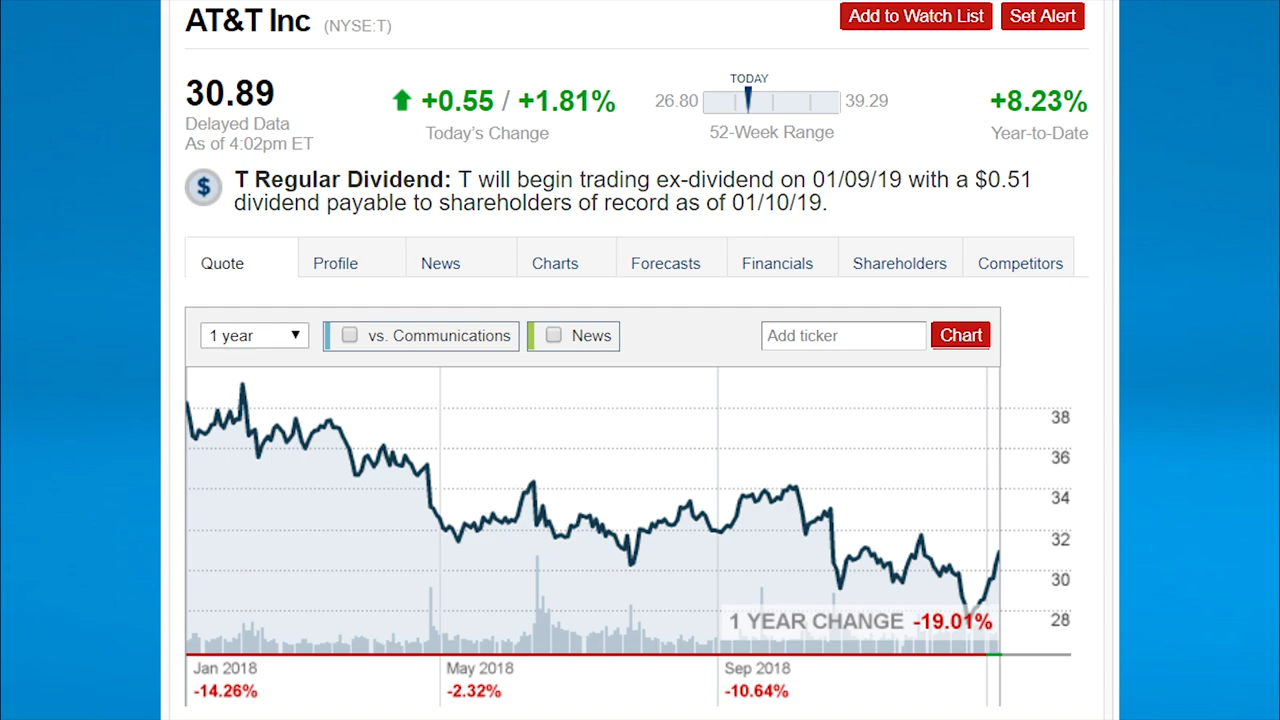 AT&T Inc (NYSE:T)
Add to Watch List Set Alert
30.89
Delayed Data
As of 4:02pm ET
+0.55 / +1.81%
Today's Change
TODAY
26.80 39.29
52-Week Range
+8.23%
Year-to-Date
$ T Regular Dividend: T will begin trading ex-dividend on 01/09/19 with a $0.51
dividend payable to shareholders of record as of 01/10/19.
Quote Profile News Charts Forecasts Financials Shareholders Competitors
1 year vs. Communications News Add ticker Chart
38
36
34
32
30
28
1 YEAR CHANGE -19.01%
Jan 2018 May 2018 Sep 2018
-14.26% -2.32% -10.64%